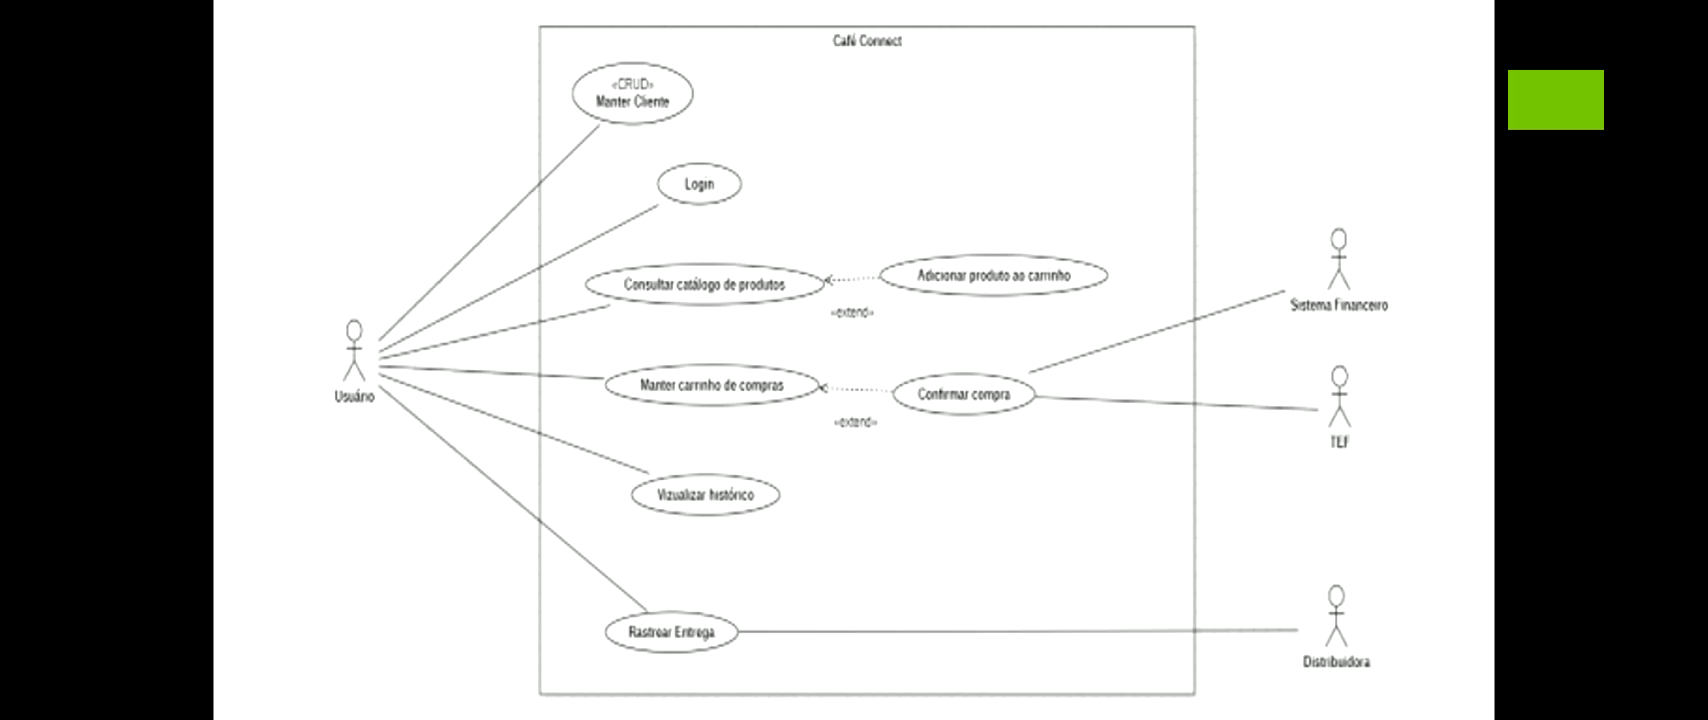 Café Connect
«CRUD»
Manter Cliente
Login
Consultar catálogo de produtos
Adicionar produto ao carrinho
«extend»
Sistema Financeiro
Usuário
Manter carrinho de compras
Confirmar compra
«extend»
TEF
Vizualizar histórico
Rastrear Entrega
Distribuidora